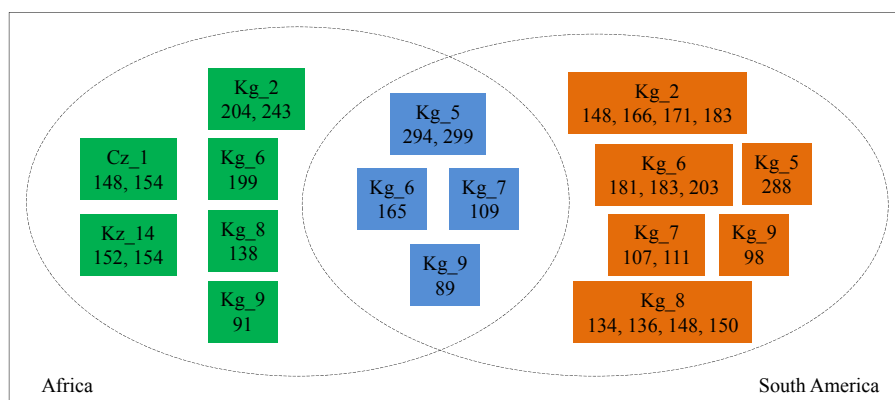 Kg_2
204, 243
Cz_1
148, 154
Kg_6
199
Kz_14
152, 154
Kg_8
138
Kg_9
91
Kg_5
294, 299
Kg_6
165
Kg_7
109
Kg_9
89
Kg_2
148, 166, 171, 183
Kg_6
181, 183, 203
Kg_5
288
Kg_7
107, 111
Kg_9
98
Kg_8
134, 136, 148, 150
Africa
South America